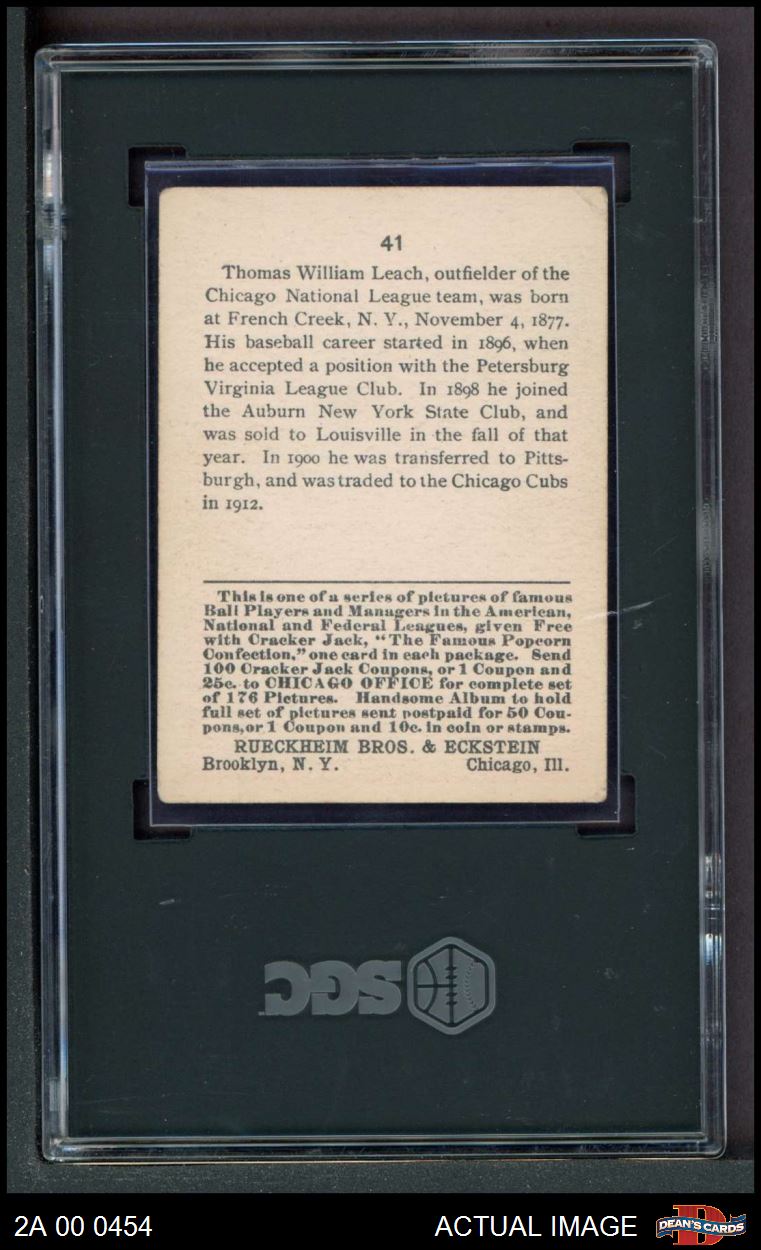 41
Thomas William Leach, outfielder of the
Chicago National League team, was born
at French Creek, N. Y., November 4, 1877.
His baseball career started in 1896, when
he accepted a position with the Petersburg
Virginia League Club. In 1898 he joined
the Auburn New York State Club, and
was sold to Louisville in the fall of that
year. In 1900 he was transferred to Pitts-
burgh, and was traded to the Chicago Cubs
in 1912.
This is one of a series of pictures of famous
Ball Players and Managers in the American,
National and Federal Leagues, given Free
with Cracker Jack, "The Famous Popcorn
Confection," one card in each package. Send
100 Cracker Jack Coupons, or 1 Coupon and
25c. to CHICAGO OFFICE for complete set
of 176 Pictures. Handsome Album to hold
full set of pictures sent postpaid for 50 Cou-
pons, or 1 Coupon and 10c. in coin or stamps.
RUECKHEIM BROS. & ECKSTEIN
Brooklyn, N. Y. Chicago, Ill.
SGC
2A 00 0454 ACTUAL IMAGE DEAN'S CARDS